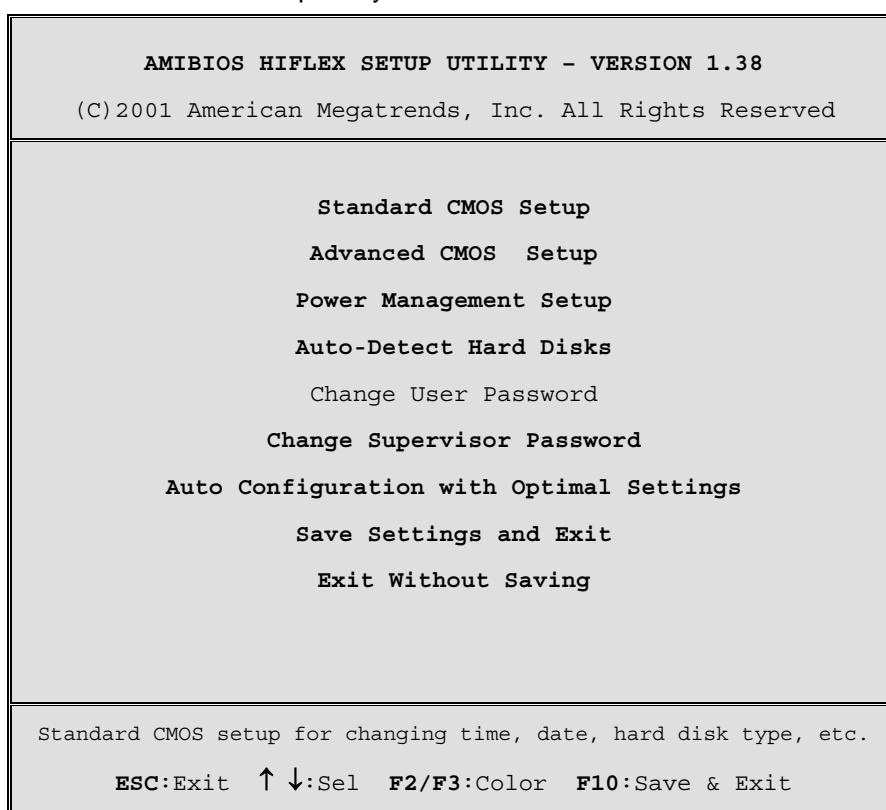 AMIBIOS HIFLEX SETUP UTILITY – VERSION 1.38
(C)2001 American Megatrends, Inc. All Rights Reserved
Standard CMOS Setup
Advanced CMOS  Setup
Power Management Setup
Auto-Detect Hard Disks
Change User Password
Change Supervisor Password
Auto Configuration with Optimal Settings
Save Settings and Exit
Exit Without Saving
Standard CMOS setup for changing time, date, hard disk type, etc.
ESC:Exit ↑ ↓:Sel F2/F3:Color F10:Save & Exit